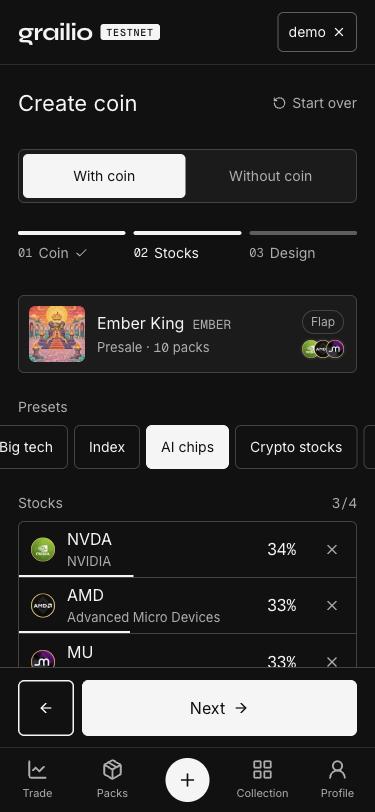 grailio TESTNET demo ×
Create coin Start over
With coin Without coin
01 Coin ✓ 02 Stocks 03 Design
Ember King EMBER Flap
Presale · 10 packs
Presets
Big tech Index AI chips Crypto stocks
Stocks 3/4
NVDA 34% ×
NVIDIA
AMD 33% ×
Advanced Micro Devices
MU 33% ×
← Next →
Trade Packs + Collection Profile